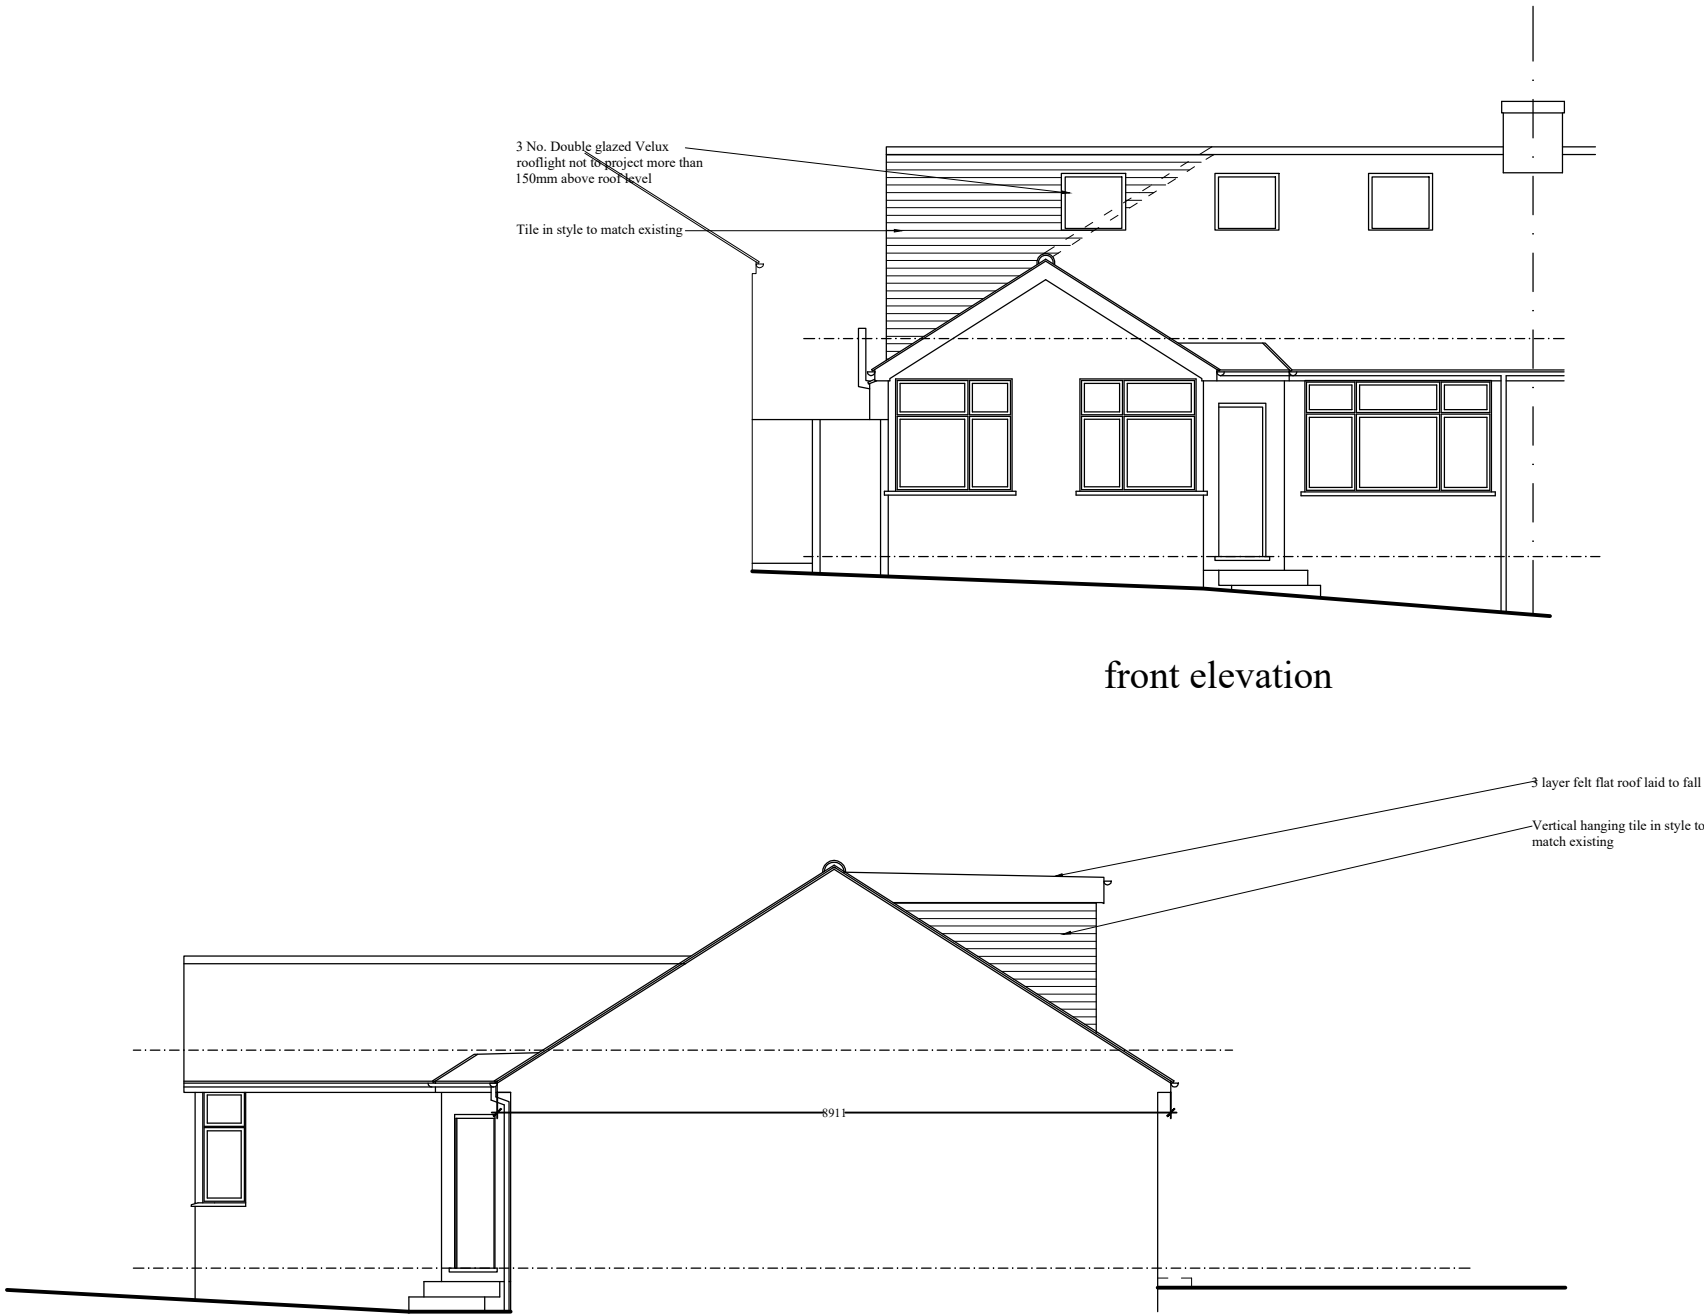 3 No. Double glazed Velux
rooflight not to project more than
150mm above roof level
Tile in style to match existing
front elevation
3 layer felt flat roof laid to fall
Vertical hanging tile in style to
match existing
8911